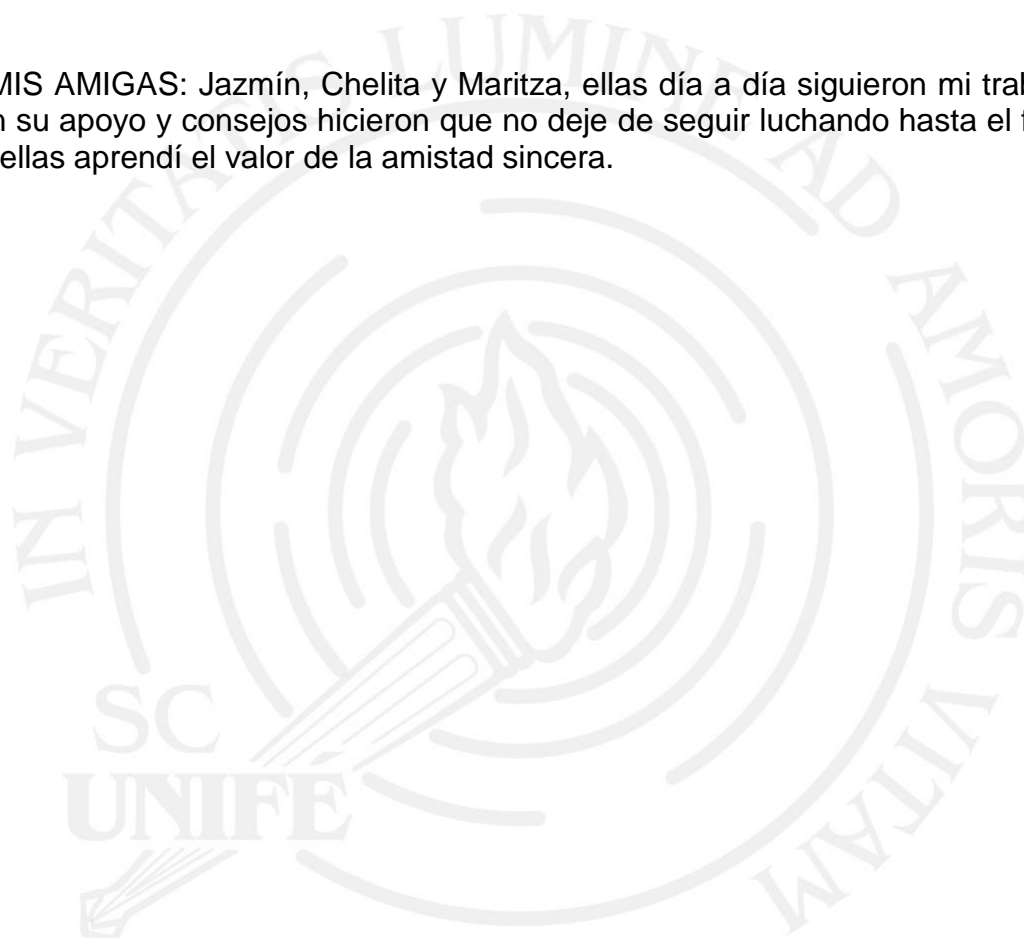 MIS AMIGAS: Jazmín, Chelita y Maritza, ellas día a día siguieron mi
su apoyo y consejos hicieron que no deje de seguir luchando hasta el
ellas aprendí el valor de la amistad sincera.
IN VERITATIS LUMINE AD AMORIS VITAM
SC
UNIFE